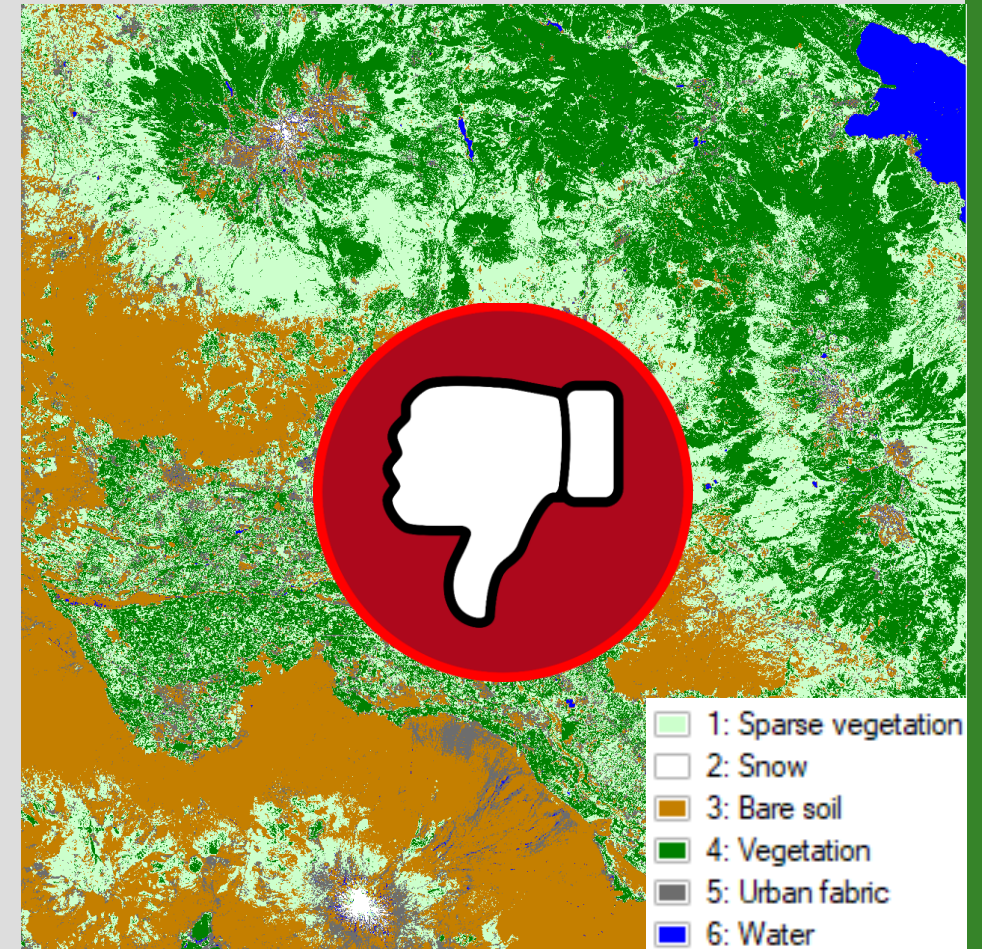 1: Sparse vegetation
2: Snow
3: Bare soil
4: Vegetation
5: Urban fabric
6: Water